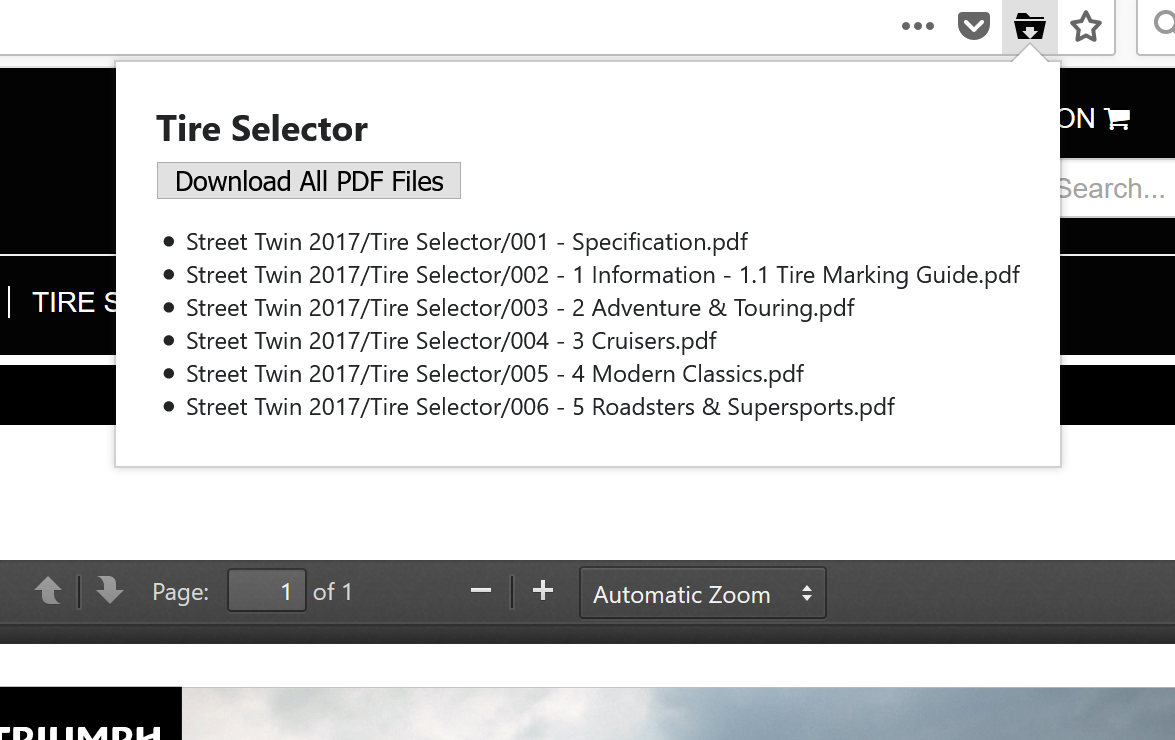 ON
Tire Selector
Download All PDF Files
Search...
Street Twin 2017/Tire Selector/001 - Specification.pdf
Street Twin 2017/Tire Selector/002 - 1 Information - 1.1 Tire Marking Guide.pdf
TIRE S
Street Twin 2017/Tire Selector/003 - 2 Adventure & Touring.pdf
Street Twin 2017/Tire Selector/004 - 3 Cruisers.pdf
Street Twin 2017/Tire Selector/005 - 4 Modern Classics.pdf
Street Twin 2017/Tire Selector/006 - 5 Roadsters & Supersports.pdf
Page: 1 of 1 Automatic Zoom
TRIUMPH